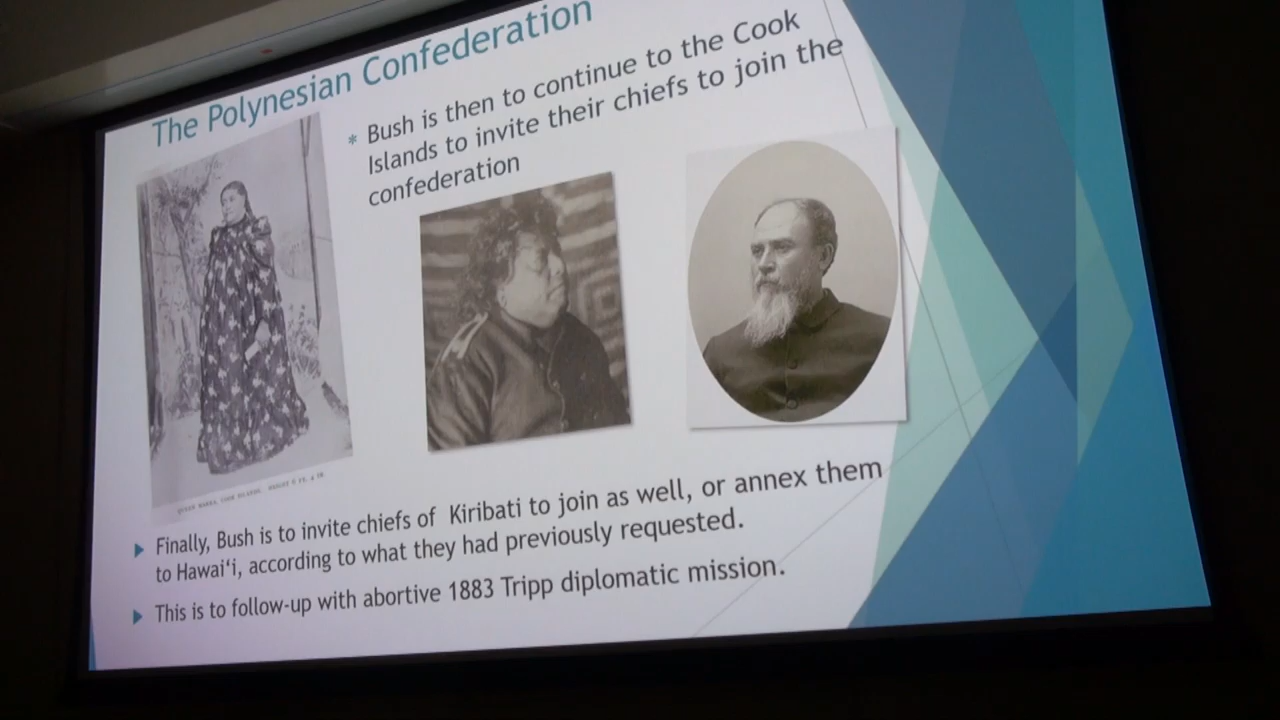 The Polynesian Confederation
* Bush is then to continue to the Cook
Islands to invite their chiefs to join the
confederation
Finally, Bush is to invite chiefs of Kiribati to join as well, or annex them
to Hawaiʻi, according to what they had previously requested.
This is to follow-up with abortive 1883 Tripp diplomatic mission.